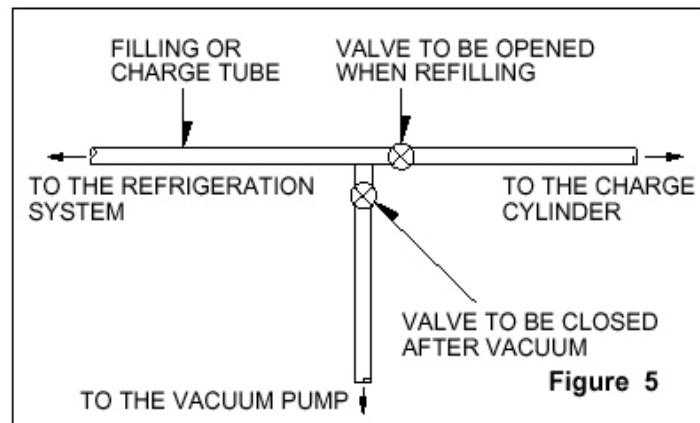 FILLING OR
CHARGE TUBE
VALVE TO BE OPENED
WHEN REFILLING
TO THE REFRIGERATION
SYSTEM
TO THE CHARGE
CYLINDER
VALVE TO BE CLOSED
AFTER VACUUM
Figure 5
TO THE VACUUM PUMP